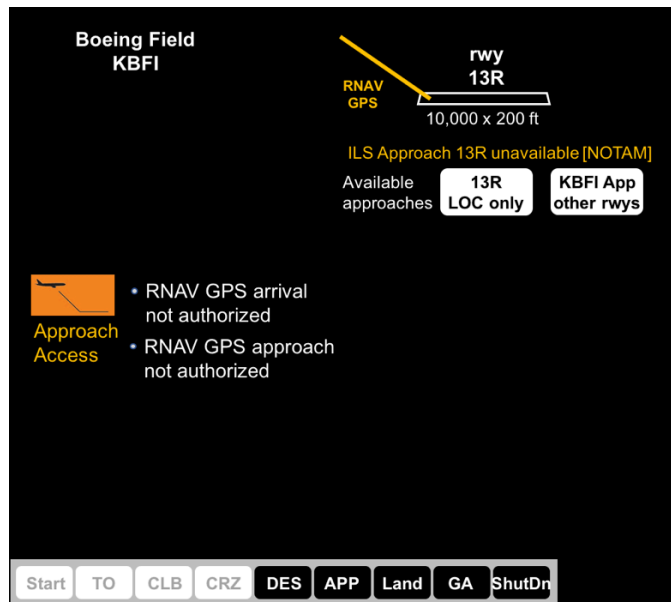 Boeing Field
KBFI
rwy
13R
RNAV
GPS
10,000 x 200 ft
ILS Approach 13R unavailable [NOTAM]
Available
approaches
13R
LOC only
KBFI App
other rwys
Approach
Access
• RNAV GPS arrival
not authorized
• RNAV GPS approach
not authorized
Start TO CLB CRZ DES APP Land GA ShutDn